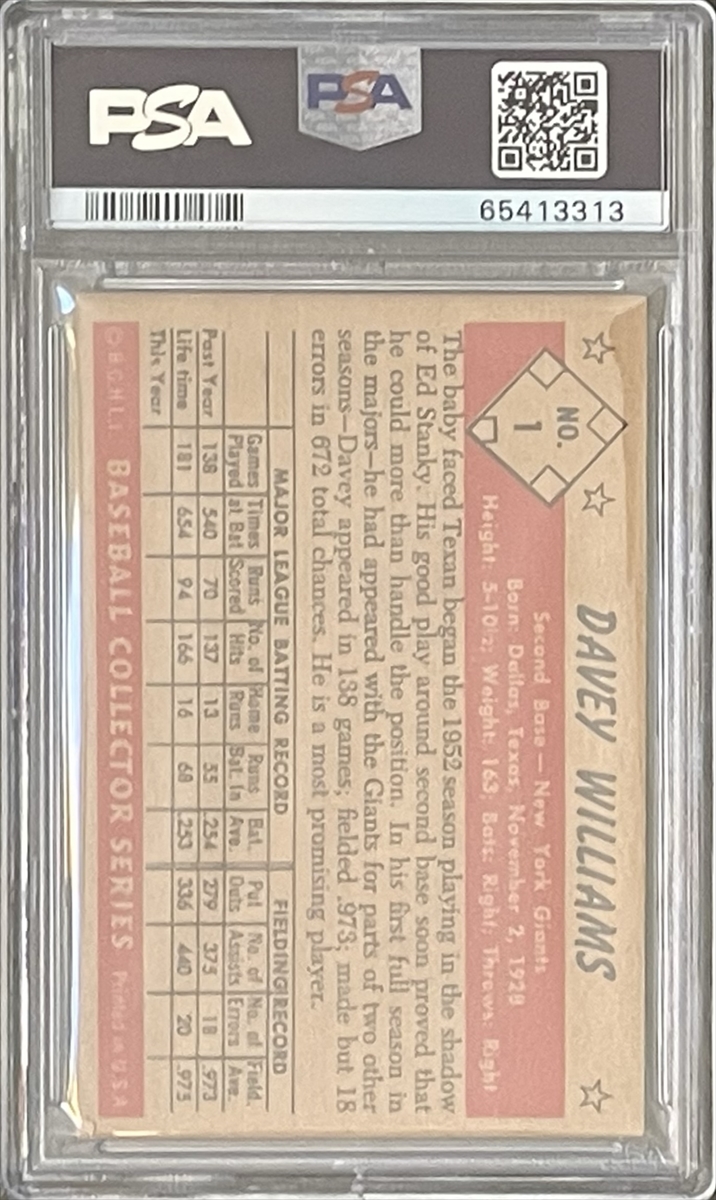 PSA
PSA
65413313
NO.
1
DAVEY WILLIAMS
Second Base — New York Giants
Born: Dallas, Texas, November 2, 1928
Height: 5-10½; Weight: 163; Bats: Right; Throws: Right
The baby faced Texan began the 1952 season playing in the shadow
of Ed Stanky. His good play around second base soon proved that
he could more than handle the position. In his first full season in
the majors—he had appeared with the Giants for parts of two other
seasons—Davey appeared in 138 games; fielded .973; made but 18
errors in 672 total chances. He is a most promising player.
MAJOR LEAGUE BATTING RECORD FIELDING RECORD
Games Times Runs No. of Home Runs Bat. Put No. of No. of Field.
Played at Bat Scored Hits Runs Bat. In Ave. Outs Assists Errors Ave.
Past Year 138 540 70 137 13 55 .254 279 375 18 .973
Life time 181 654 94 166 16 68 .253 336 440 20 .975
This Year
© B.G.H.L.I. BASEBALL COLLECTOR SERIES Printed in U.S.A